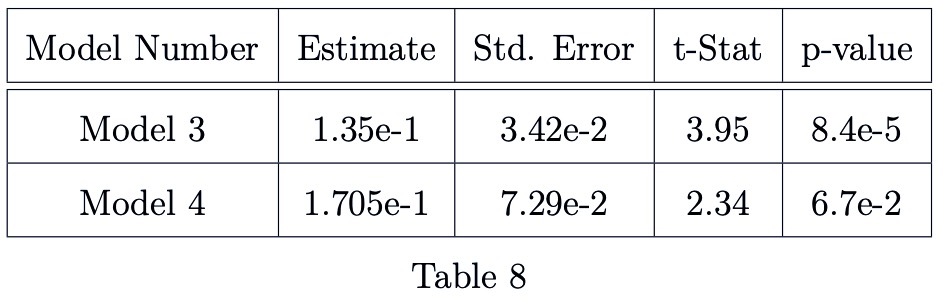 Model Number Estimate Std. Error t-Stat p-value
Model 3 1.35e-1 3.42e-2 3.95 8.4e-5
Model 4 1.705e-1 7.29e-2 2.34 6.7e-2
Table 8